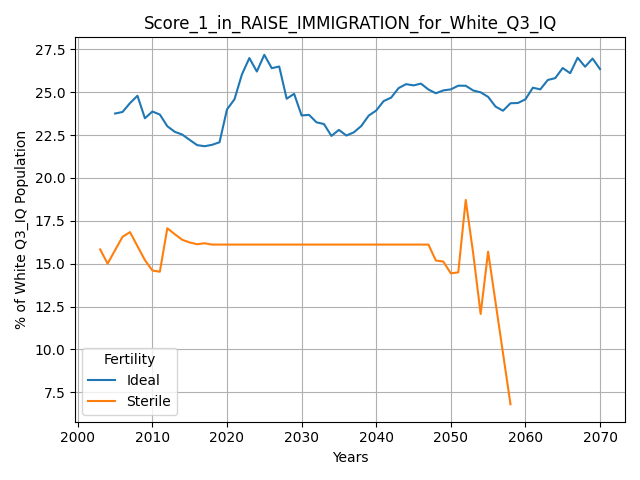 Score_1_in_RAISE_IMMIGRATION_for_White_Q3_IQ
% of White Q3_IQ Population
27.5
25.0
22.5
20.0
17.5
15.0
12.5
10.0
7.5
Fertility
Ideal
Sterile
2000 2010 2020 2030 2040 2050 2060 2070
Years